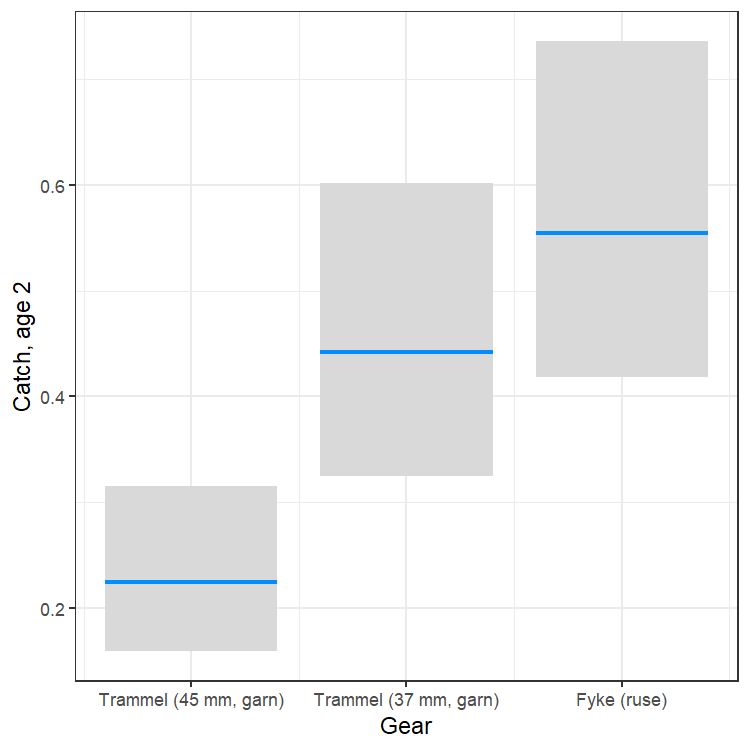 Catch, age 2
0.6
0.4
0.2
Trammel (45 mm, garn) Trammel (37 mm, garn) Fyke (ruse)
Gear